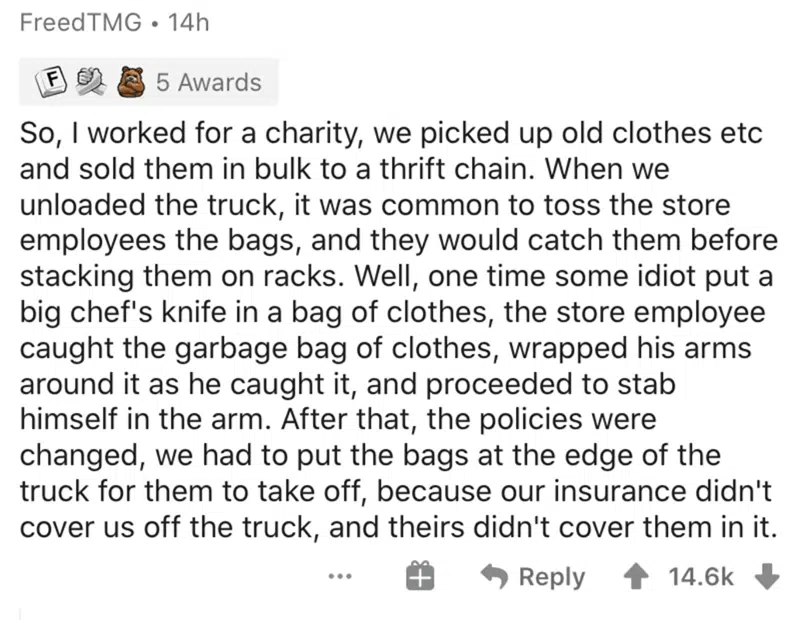 FreedTMG • 14h
F 5 Awards
So, I worked for a charity, we picked up old clothes etc
and sold them in bulk to a thrift chain. When we
unloaded the truck, it was common to toss the store
employees the bags, and they would catch them before
stacking them on racks. Well, one time some idiot put a
big chef's knife in a bag of clothes, the store employee
caught the garbage bag of clothes, wrapped his arms
around it as he caught it, and proceeded to stab
himself in the arm. After that, the policies were
changed, we had to put the bags at the edge of the
truck for them to take off, because our insurance didn't
cover us off the truck, and theirs didn't cover them in it.
... Reply 14.6k